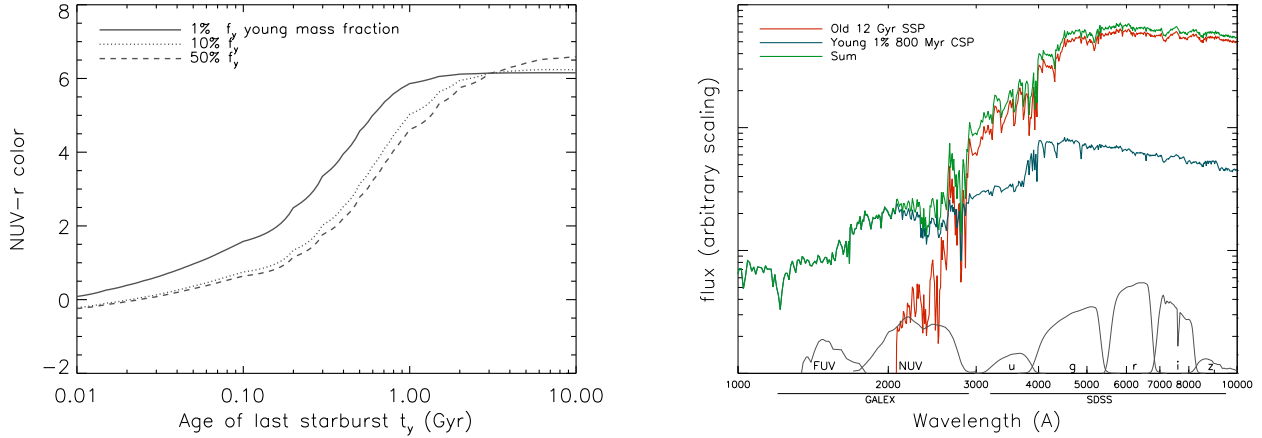 8
6
4
2
0
−2
NUV−r color
1% f_y young mass fraction
10% f_y
50% f_y
0.01 0.10 1.00 10.00
Age of last starburst t_y (Gyr)
flux (arbitrary scaling)
Old 12 Gyr SSP
Young 1% 800 Myr CSP
Sum
FUV NUV u g r i z
1000 2000 3000 4000 5000 6000 7000 8000 10000
GALEX SDSS
Wavelength (A)